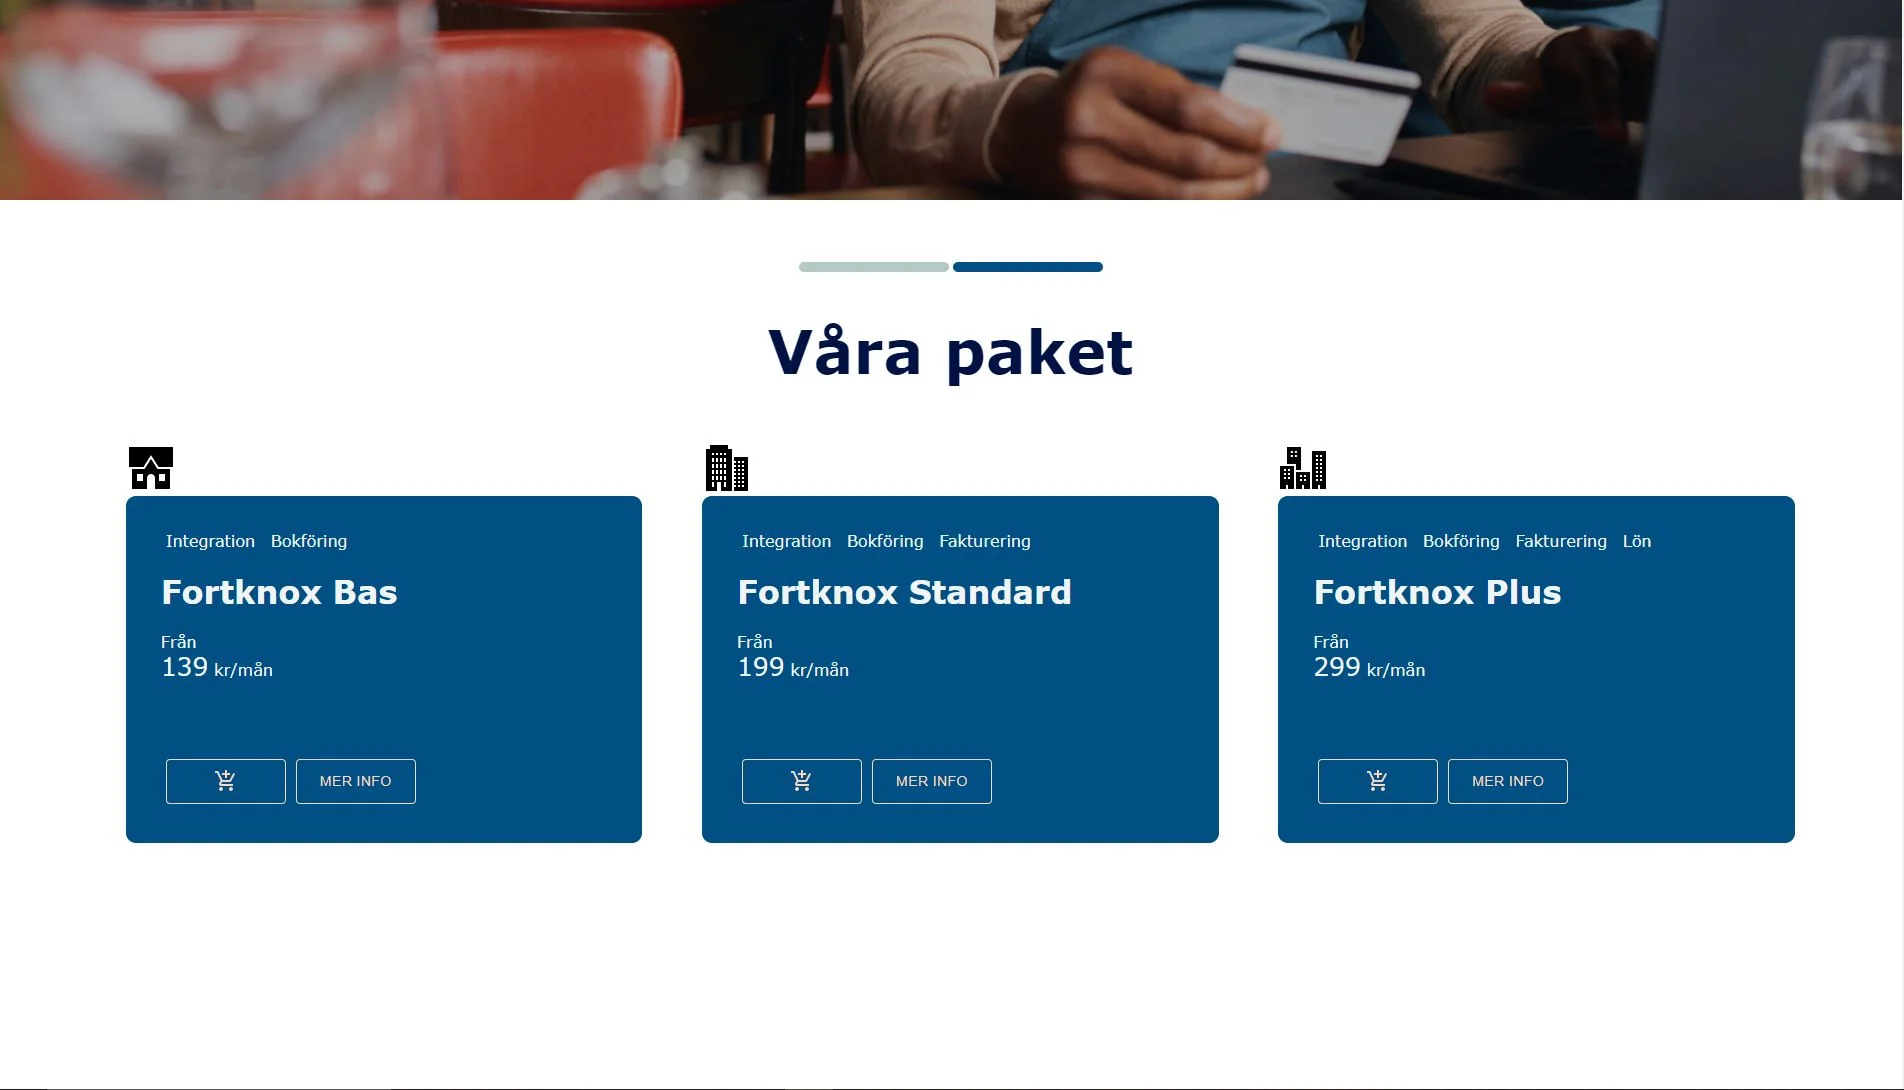 Våra paket
Integration Bokföring
Fortknox Bas
Från
139 kr/mån
MER INFO
Integration Bokföring Fakturering
Fortknox Standard
Från
199 kr/mån
MER INFO
Integration Bokföring Fakturering Lön
Fortknox Plus
Från
299 kr/mån
MER INFO